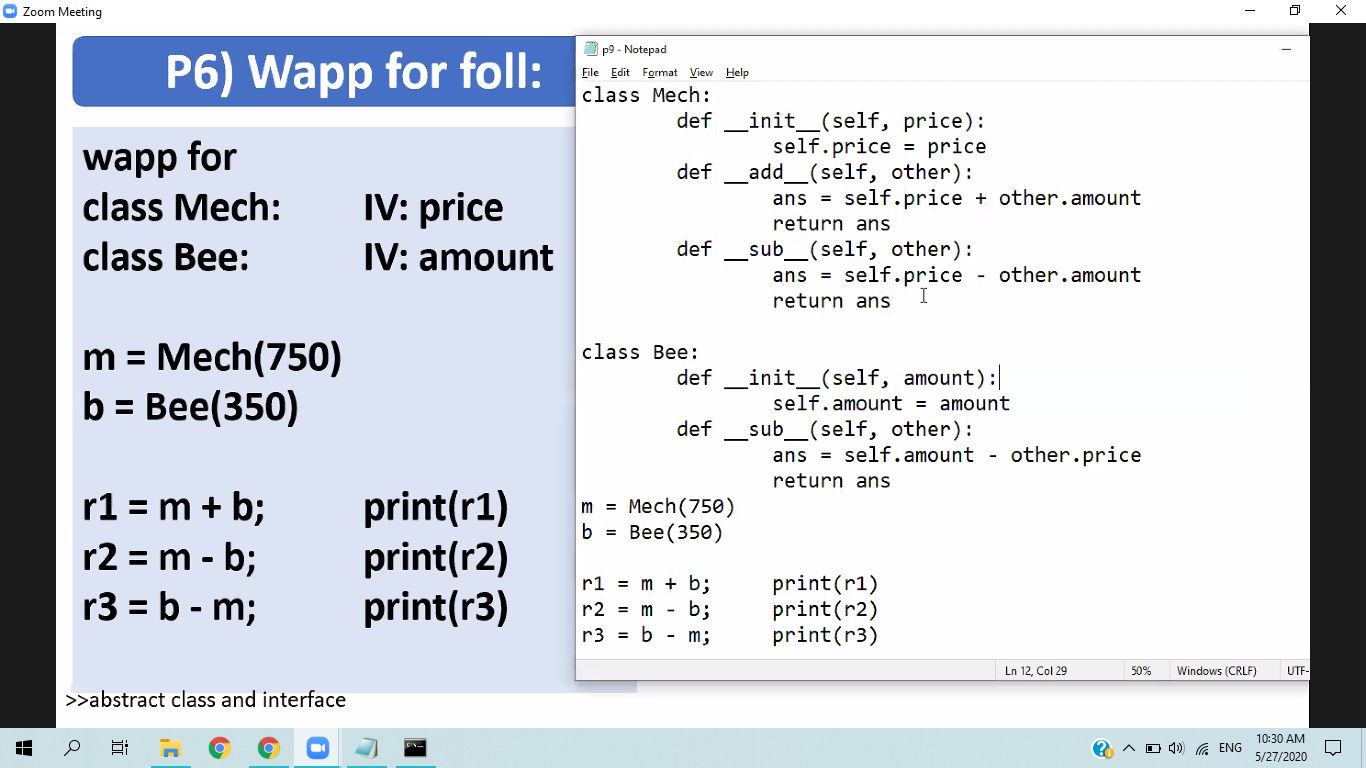 Zoom Meeting
P6) Wapp for foll:
wapp for
class Mech: IV: price
class Bee: IV: amount
m = Mech(750)
b = Bee(350)
r1 = m + b; print(r1)
r2 = m - b; print(r2)
r3 = b - m; print(r3)
>>abstract class and interface
p9 - Notepad
File Edit Format View Help
class Mech:
def __init__(self, price):
self.price = price
def __add__(self, other):
ans = self.price + other.amount
return ans
def __sub__(self, other):
ans = self.price - other.amount
return ans
class Bee:
def __init__(self, amount):
self.amount = amount
def __sub__(self, other):
ans = self.amount - other.price
return ans
m = Mech(750)
b = Bee(350)
r1 = m + b; print(r1)
r2 = m - b; print(r2)
r3 = b - m; print(r3)
Ln 12, Col 29 50% Windows (CRLF) UTF-
ENG
10:30 AM
5/27/2020